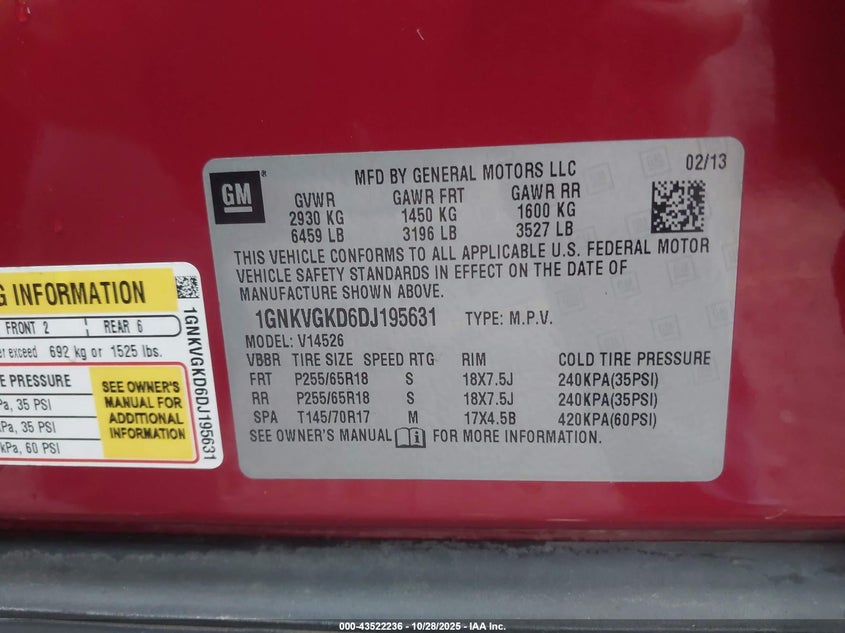 MFD BY GENERAL MOTORS LLC 02/13
GM®
GVWR GAWR FRT GAWR RR
2930 KG 1450 KG 1600 KG
6459 LB 3196 LB 3527 LB
THIS VEHICLE CONFORMS TO ALL APPLICABLE U.S. FEDERAL MOTOR
VEHICLE SAFETY STANDARDS IN EFFECT ON THE DATE OF
MANUFACTURE SHOWN ABOVE.
1GNKVGKD6DJ195631 TYPE: M.P.V.
MODEL: V14526
VBBR TIRE SIZE SPEED RTG RIM COLD TIRE PRESSURE
FRT P255/65R18 S 18X7.5J 240KPA(35PSI)
RR P255/65R18 S 18X7.5J 240KPA(35PSI)
SPA T145/70R17 M 17X4.5B 420KPA(60PSI)
SEE OWNER'S MANUAL FOR MORE INFORMATION.
G INFORMATION
FRONT 2 REAR 6
er exceed 692 kg or 1525 lbs.
E PRESSURE
Pa, 35 PSI
kPa, 35 PSI
kPa, 60 PSI
SEE OWNER'S
MANUAL FOR
ADDITIONAL
INFORMATION
1GNKVGKD6DJ195631
000-43522236 - 10/28/2025 - IAA Inc.